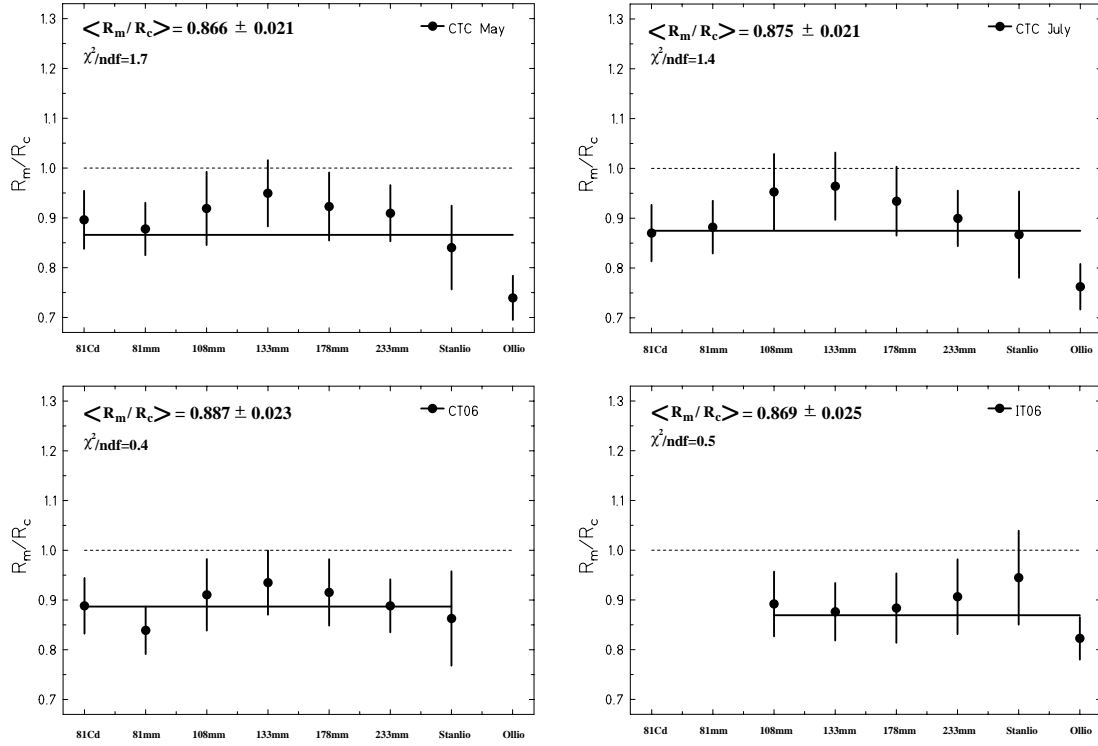 <Rm/Rc> = 0.866 ± 0.021
χ²/ndf=1.7
CTC May
Rm/Rc
1.3
1.2
1.1
1.0
0.9
0.8
0.7
81Cd 81mm 108mm 133mm 178mm 233mm Stanlio Ollio
<Rm/Rc> = 0.875 ± 0.021
χ²/ndf=1.4
CTC July
Rm/Rc
1.3
1.2
1.1
1.0
0.9
0.8
0.7
81Cd 81mm 108mm 133mm 178mm 233mm Stanlio Ollio
<Rm/Rc> = 0.887 ± 0.023
χ²/ndf=0.4
CT06
Rm/Rc
1.3
1.2
1.1
1.0
0.9
0.8
0.7
81Cd 81mm 108mm 133mm 178mm 233mm Stanlio Ollio
<Rm/Rc> = 0.869 ± 0.025
χ²/ndf=0.5
IT06
Rm/Rc
1.3
1.2
1.1
1.0
0.9
0.8
0.7
81Cd 81mm 108mm 133mm 178mm 233mm Stanlio Ollio